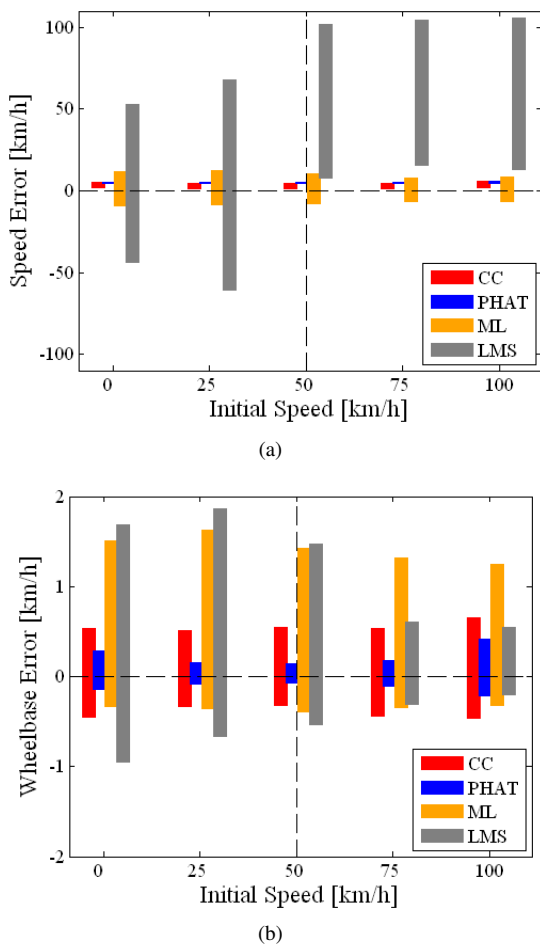 100
50
0
-50
-100
Speed Error [km/h]
CC
PHAT
ML
LMS
0 25 50 75 100
Initial Speed [km/h]
(a)
2
1
0
-1
-2
Wheelbase Error [km/h]
CC
PHAT
ML
LMS
0 25 50 75 100
Initial Speed [km/h]
(b)